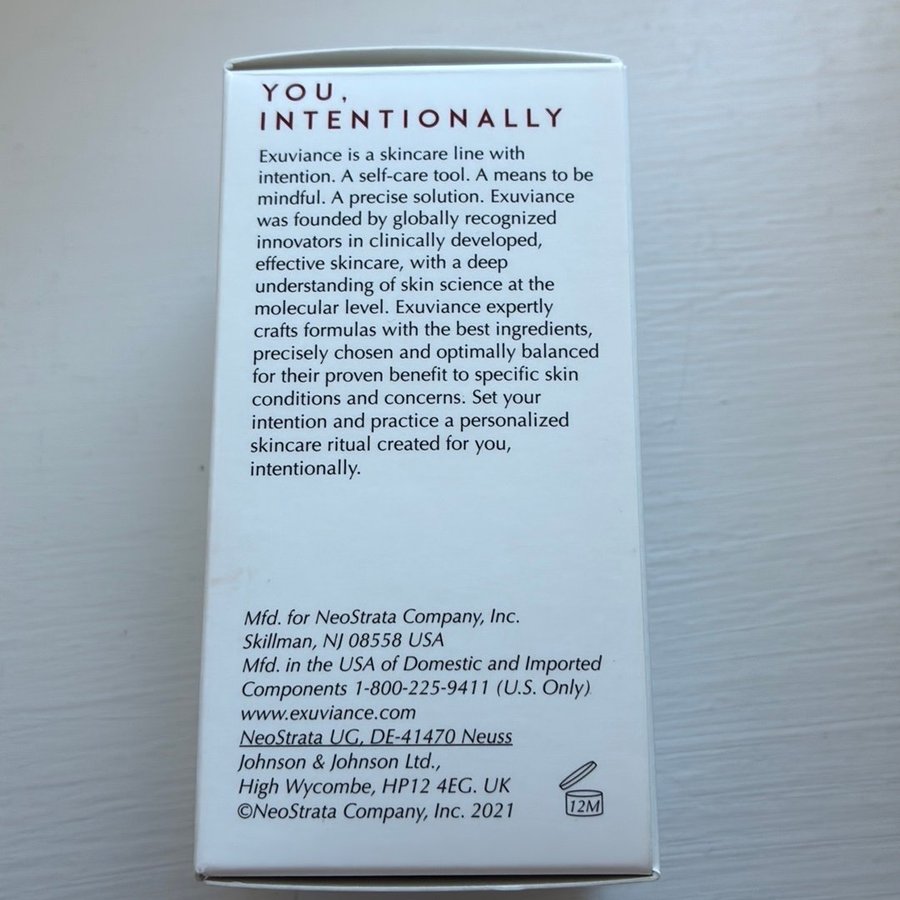 YOU,
INTENTIONALLY
Exuviance is a skincare line with
intention. A self-care tool. A means to be
mindful. A precise solution. Exuviance
was founded by globally recognized
innovators in clinically developed,
effective skincare, with a deep
understanding of skin science at the
molecular level. Exuviance expertly
crafts formulas with the best ingredients,
precisely chosen and optimally balanced
for their proven benefit to specific skin
conditions and concerns. Set your
intention and practice a personalized
skincare ritual created for you,
intentionally.
Mfd. for NeoStrata Company, Inc.
Skillman, NJ 08558 USA
Mfd. in the USA of Domestic and Imported
Components 1-800-225-9411 (U.S. Only)
www.exuviance.com
NeoStrata UG, DE-41470 Neuss
Johnson & Johnson Ltd.,
High Wycombe, HP12 4EG. UK
©NeoStrata Company, Inc. 2021
12M